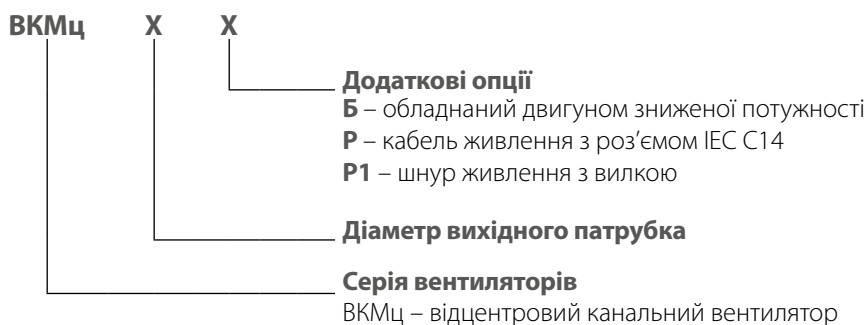 ВКМц Х Х
Додаткові опції
Б – обладнаний двигуном зниженої потужності
Р – кабель живлення з роз’ємом IEC C14
Р1 – шнур живлення з вилкою
Діаметр вихідного патрубка
Серія вентиляторів
ВКМц – відцентровий канальний вентилятор